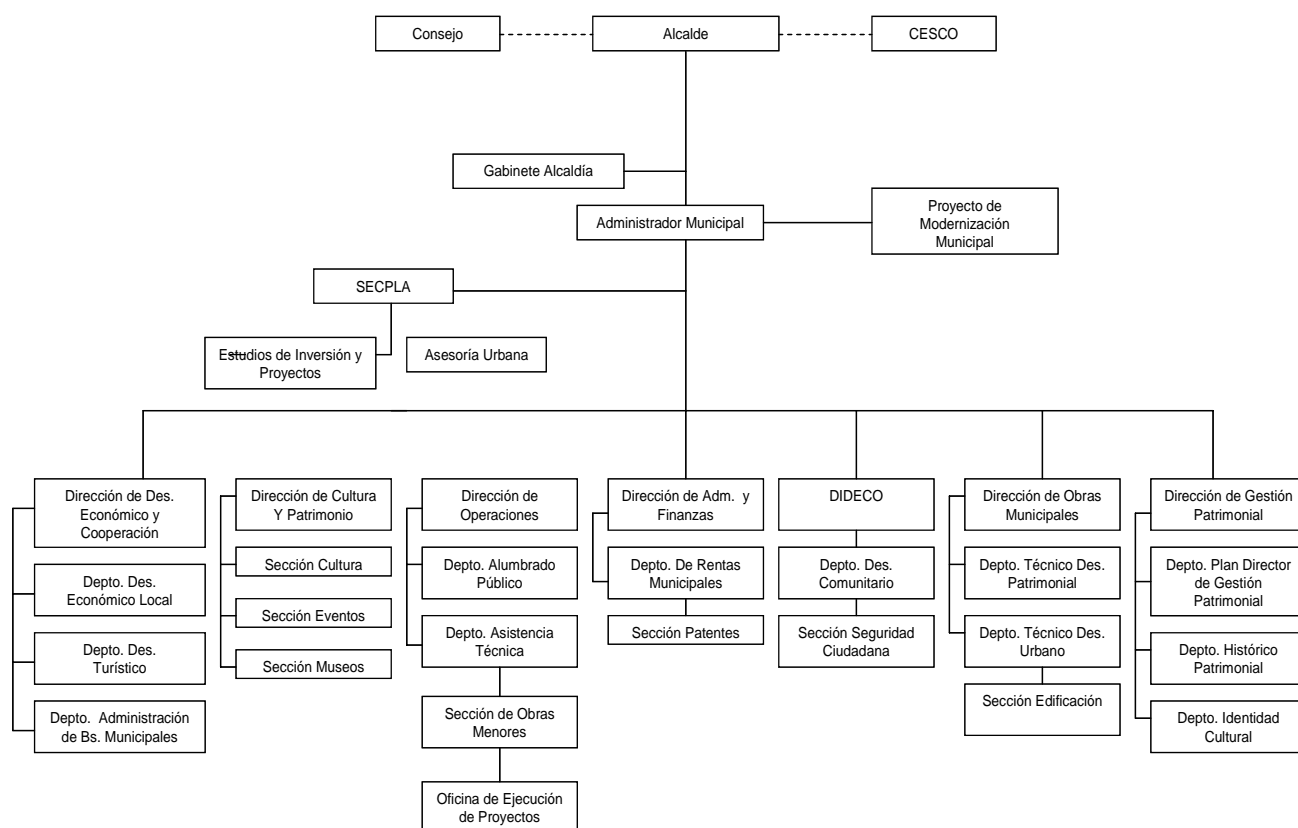 Consejo
Alcalde
CESCO
Gabinete Alcaldía
Administrador Municipal
Proyecto de
Modernización
Municipal
SECPLA
Estudios de Inversión y
Proyectos
Asesoría Urbana
Dirección de Des.
Económico y
Cooperación
Depto. Des.
Económico Local
Depto. Des.
Turístico
Depto. Administración
de Bs. Municipales
Dirección de Cultura
Y Patrimonio
Sección Cultura
Sección Eventos
Sección Museos
Dirección de
Operaciones
Depto. Alumbrado
Público
Depto. Asistencia
Técnica
Sección de Obras
Menores
Oficina de Ejecución
de Proyectos
Dirección de Adm. y
Finanzas
Depto. De Rentas
Municipales
Sección Patentes
DIDECO
Depto. Des.
Comunitario
Sección Seguridad
Ciudadana
Dirección de Obras
Municipales
Depto. Técnico Des.
Patrimonial
Depto. Técnico Des.
Urbano
Sección Edificación
Dirección de Gestión
Patrimonial
Depto. Plan Director
de Gestión
Patrimonial
Depto. Histórico
Patrimonial
Depto. Identidad
Cultural